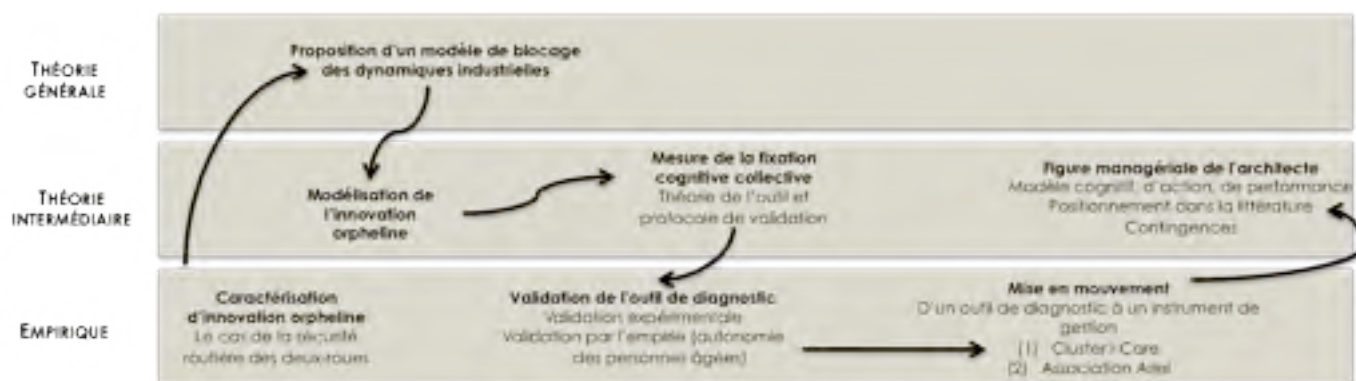 THÉORIE
GÉNÉRALE
Proposition d'un modèle de blocage
des dynamiques industrielles
THÉORIE
INTERMÉDIAIRE
Modélisation de
l'innovation
orpheline
Mesure de la fixation
cognitive collective
Théorie de l'outil et
protocole de validation
Figure managériale de l'architecte
Modèle cognitif, d'action, de performance
Positionnement dans la littérature
Contingences
EMPIRIQUE
Caractérisation
d'innovation orpheline
Le cas de la sécurité
routière des deux-roues
Validation de l'outil de diagnostic
Validation expérimentale
Validation par l'emploi (autonomie
des personnes âgées)
Mise en mouvement
D'un outil de diagnostic à un instrument de
gestion
(1) Cluster I-Care
(2) Association